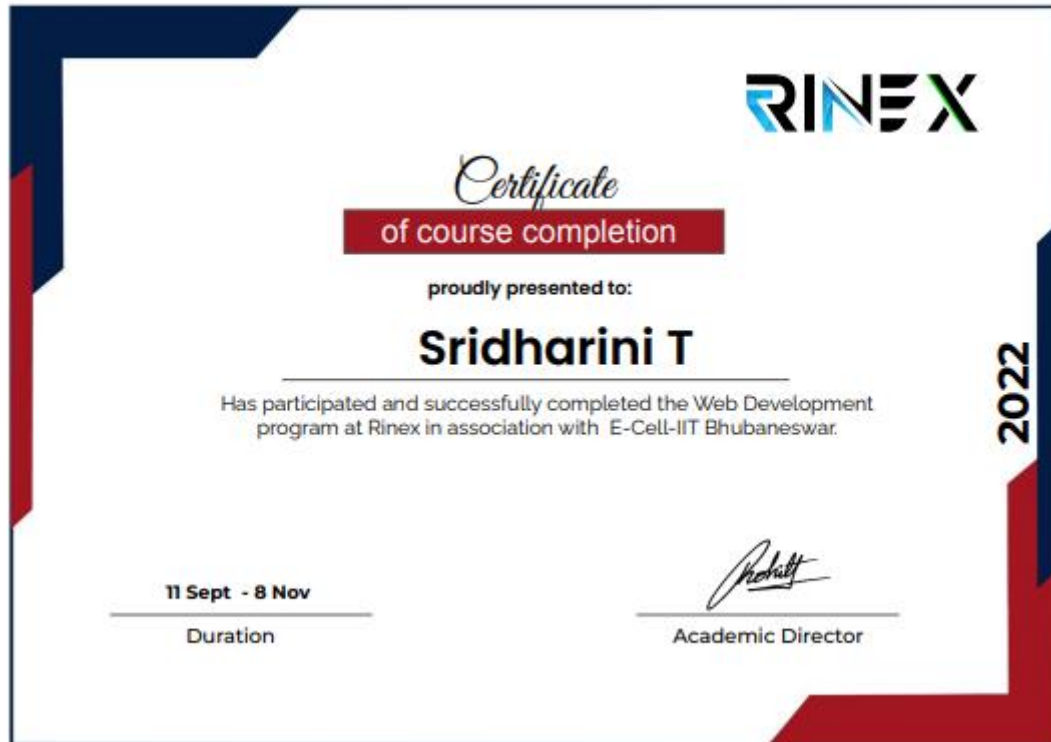 RINEX
Certificate
of course completion
proudly presented to:
Sridharini T
Has participated and successfully completed the Web Development
program at Rinex in association with E-Cell-IIT Bhubaneswar.
2022
11 Sept - 8 Nov
Duration
Academic Director